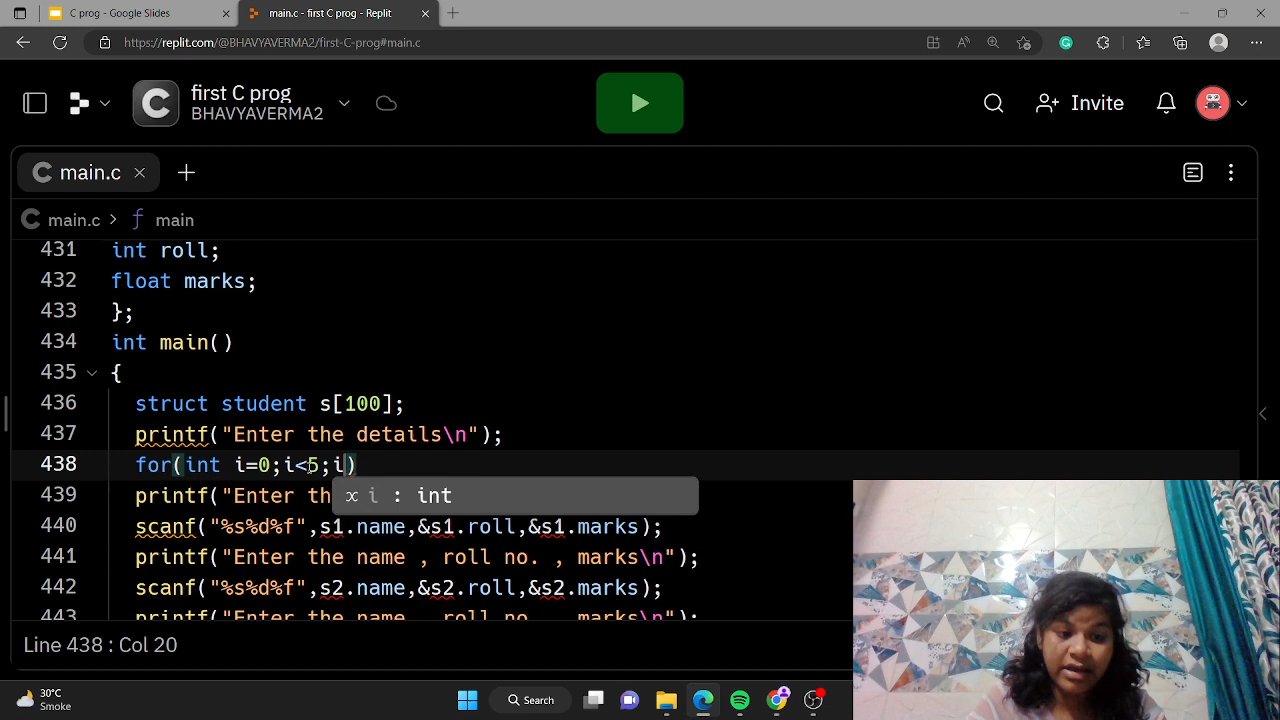 C prog - Google Slides
main.c - first C prog - Replit
https://replit.com/@BHAVYAVERMA2/first-C-prog#main.c
first C prog
BHAVYAVERMA2
Invite
main.c
main.c > f main
431 int roll;
432 float marks;
433 };
434 int main()
435 {
436 struct student s[100];
437 printf("Enter the details\n");
438 for(int i=0;i<5;i)
439 printf("Enter th
x i : int
440 scanf("%s%d%f",s1.name,&s1.roll,&s1.marks);
441 printf("Enter the name , roll no. , marks\n");
442 scanf("%s%d%f",s2.name,&s2.roll,&s2.marks);
443 printf("Enter the name , roll no. , marks\n");
Line 438 : Col 20
30°C
Smoke
Search